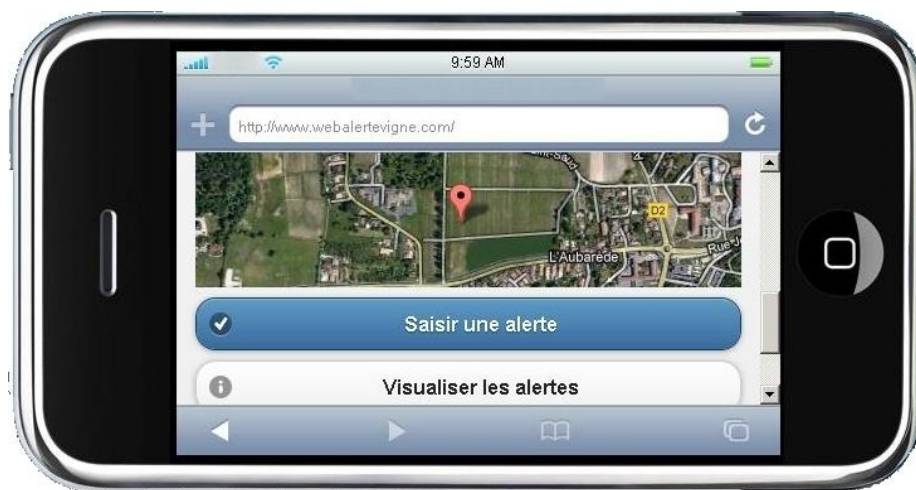 9:59 AM
http://www.webalertevigne.com/
D2
L'Aubarède
Saisir une alerte
Visualiser les alertes